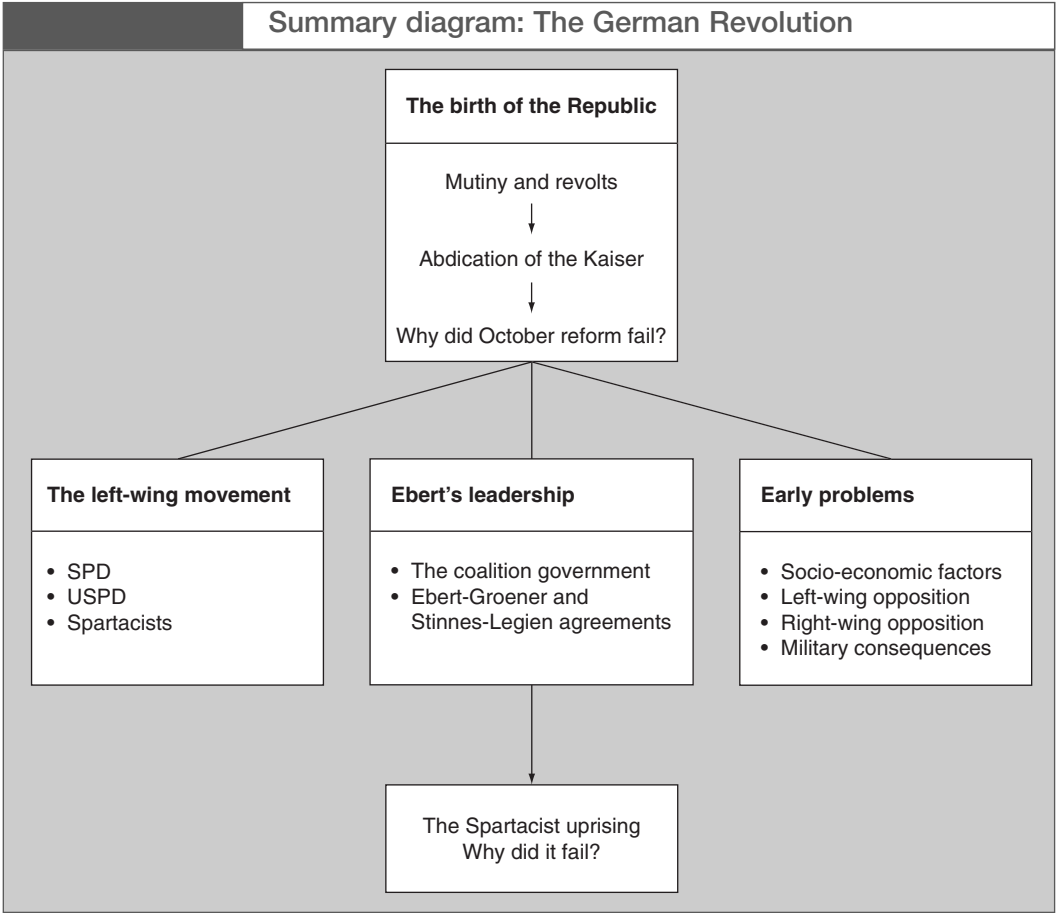 Summary diagram: The German Revolution
The birth of the Republic
Mutiny and revolts
Abdication of the Kaiser
Why did October reform fail?
The left-wing movement
• SPD
• USPD
• Spartacists
Ebert's leadership
• The coalition government
• Ebert-Groener and
Stinnes-Legien agreements
Early problems
• Socio-economic factors
• Left-wing opposition
• Right-wing opposition
• Military consequences
The Spartacist uprising
Why did it fail?